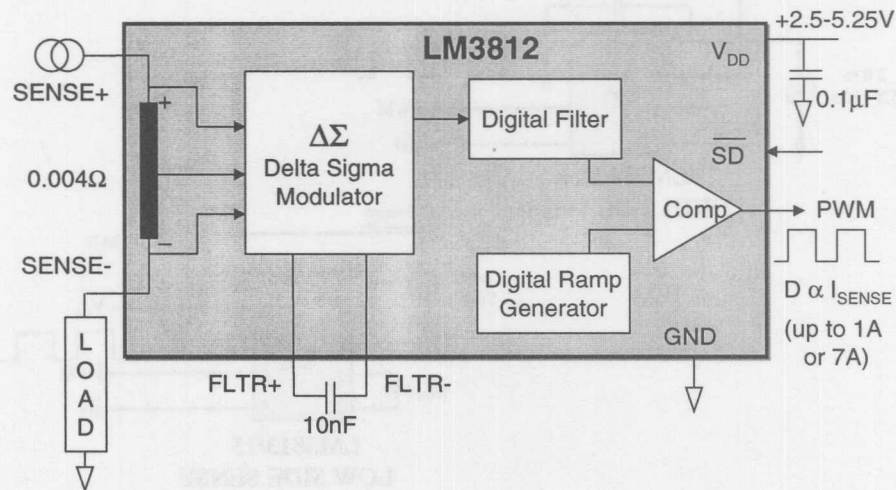 LM3812
+2.5-5.25V
V_DD
SENSE+
0.1µF
+
ΔΣ
Delta Sigma
Modulator
Digital Filter
S̅D̅
0.004Ω
Comp
PWM
–
SENSE-
Digital Ramp
Generator
D α I_SENSE
(up to 1A
or 7A)
GND
LOAD
FLTR+
FLTR-
10nF